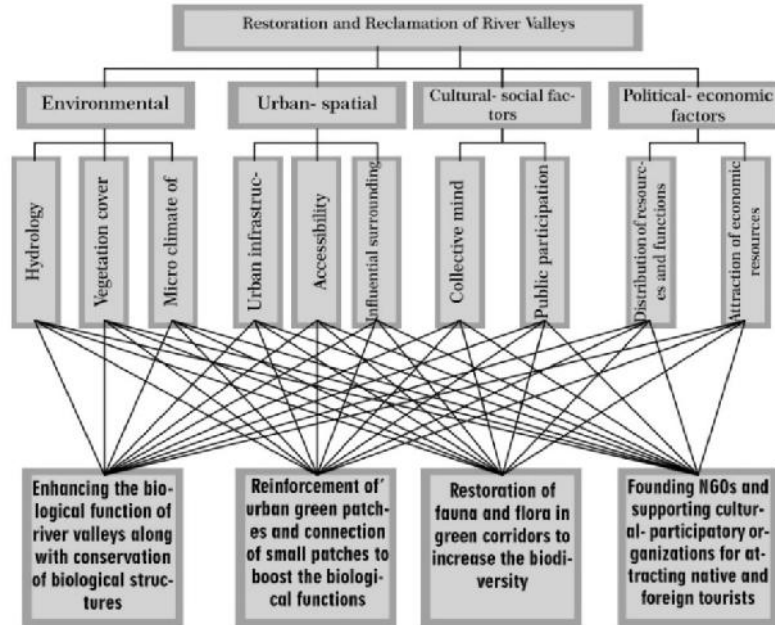 Restoration and Reclamation of River Valleys
Environmental
Urban- spatial
Cultural- social fac-
tors
Political- economic
factors
Hydrology
Vegetation cover
Micro climate of
Urban infrastruc-
Accessibility
Influential surrounding
Collective mind
Public participation
Distribution of resourc-
es and functions
Attraction of economic
resources
Enhancing the bio-
logical function of
river valleys along
with conservation
of biological struc-
tures
Reinforcement of
urban green patch-
es and connection
of small patches to
boost the biologi-
cal functions
Restoration of
fauna and flora in
green corridors to
increase the biodi-
versity
Founding NGOs and
supporting cultur-
al- participatory or-
ganizations for at-
tracting native and
foreign tourists